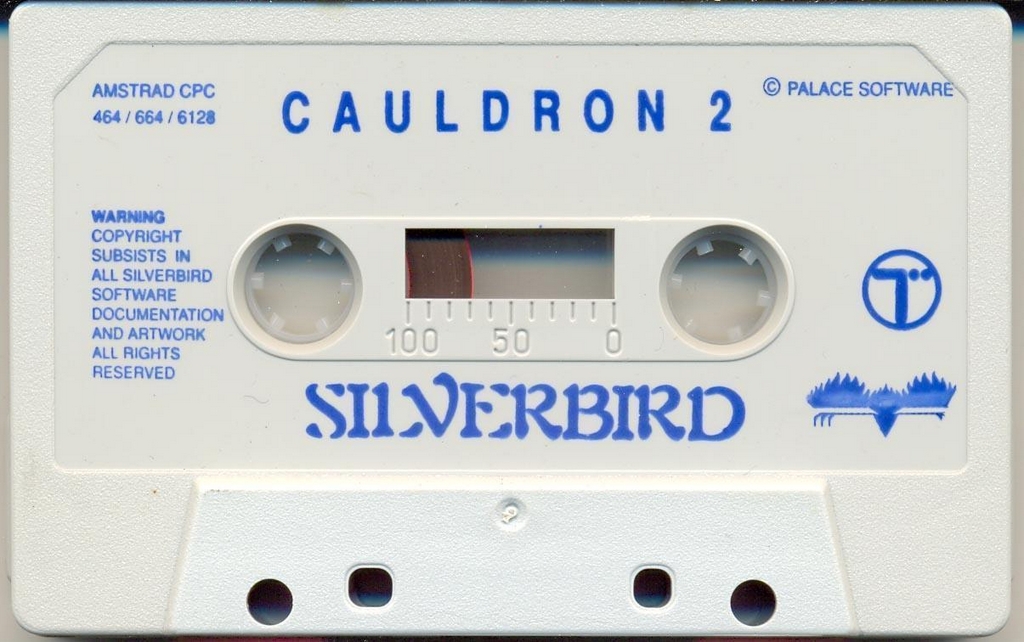 AMSTRAD CPC
464 / 664 / 6128
CAULDRON 2
© PALACE SOFTWARE
WARNING
COPYRIGHT
SUBSISTS IN
ALL SILVERBIRD
SOFTWARE
DOCUMENTATION
AND ARTWORK
ALL RIGHTS
RESERVED
100 50 0
T
SILVERBIRD
2